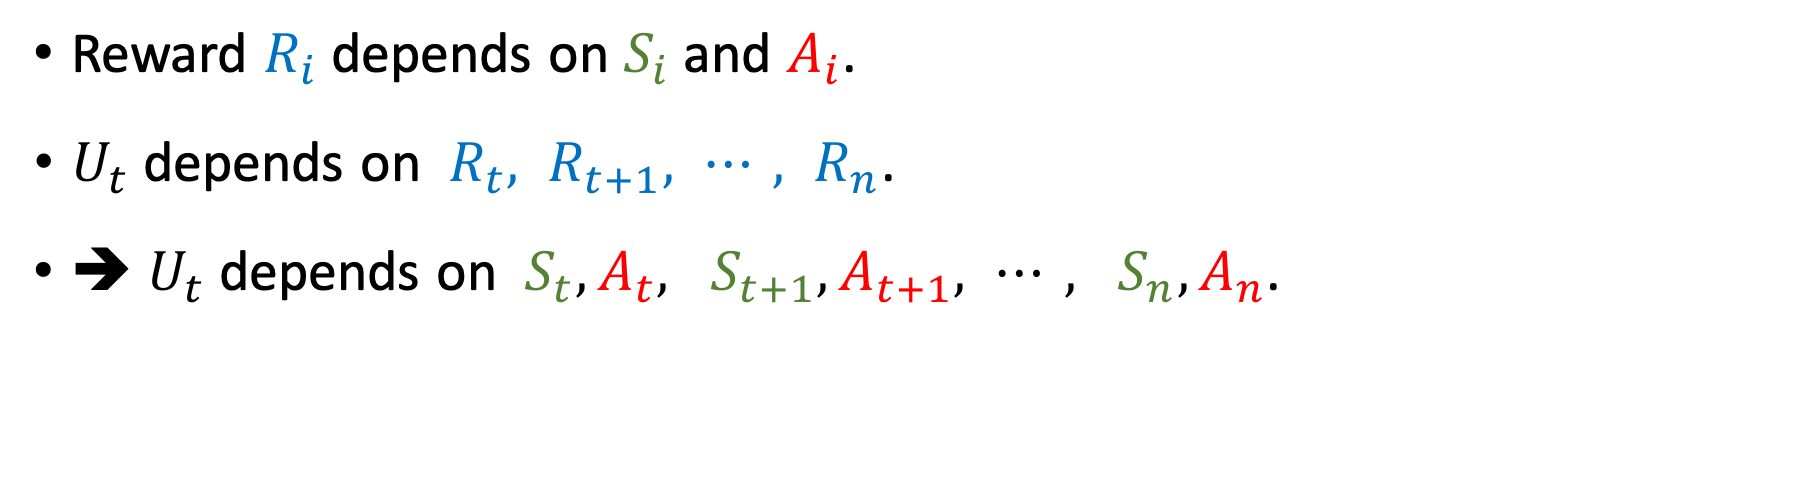 • Reward R_i depends on S_i and A_i.
• U_t depends on R_t, R_{t+1}, ⋯, R_n.
• ➔ U_t depends on S_t, A_t, S_{t+1}, A_{t+1}, ⋯, S_n, A_n.